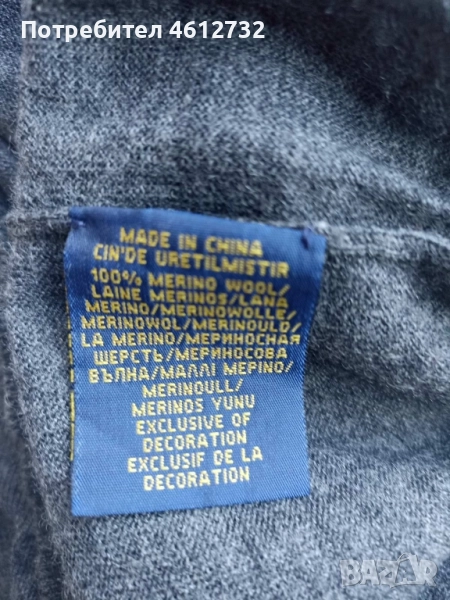 Потребител 4612732
MADE IN CHINA
CIN'DE URETILMISTIR
100% MERINO WOOL/
LAINE MERINOS/LANA
MERINO/MERINOWOLLE/
MERINOWOL/MERINOULD/
LA MERINO/МЕРИНОСНАЯ
ШЕРСТЬ/МЕРИНОСОВА
ВЪЛНА/ΜΑΛΛΙ ΜΕΡΙΝΟ/
MERINOULL/
MERINOS YUNU
EXCLUSIVE OF
DECORATION
EXCLUSIF DE LA
DECORATION
BAZAR